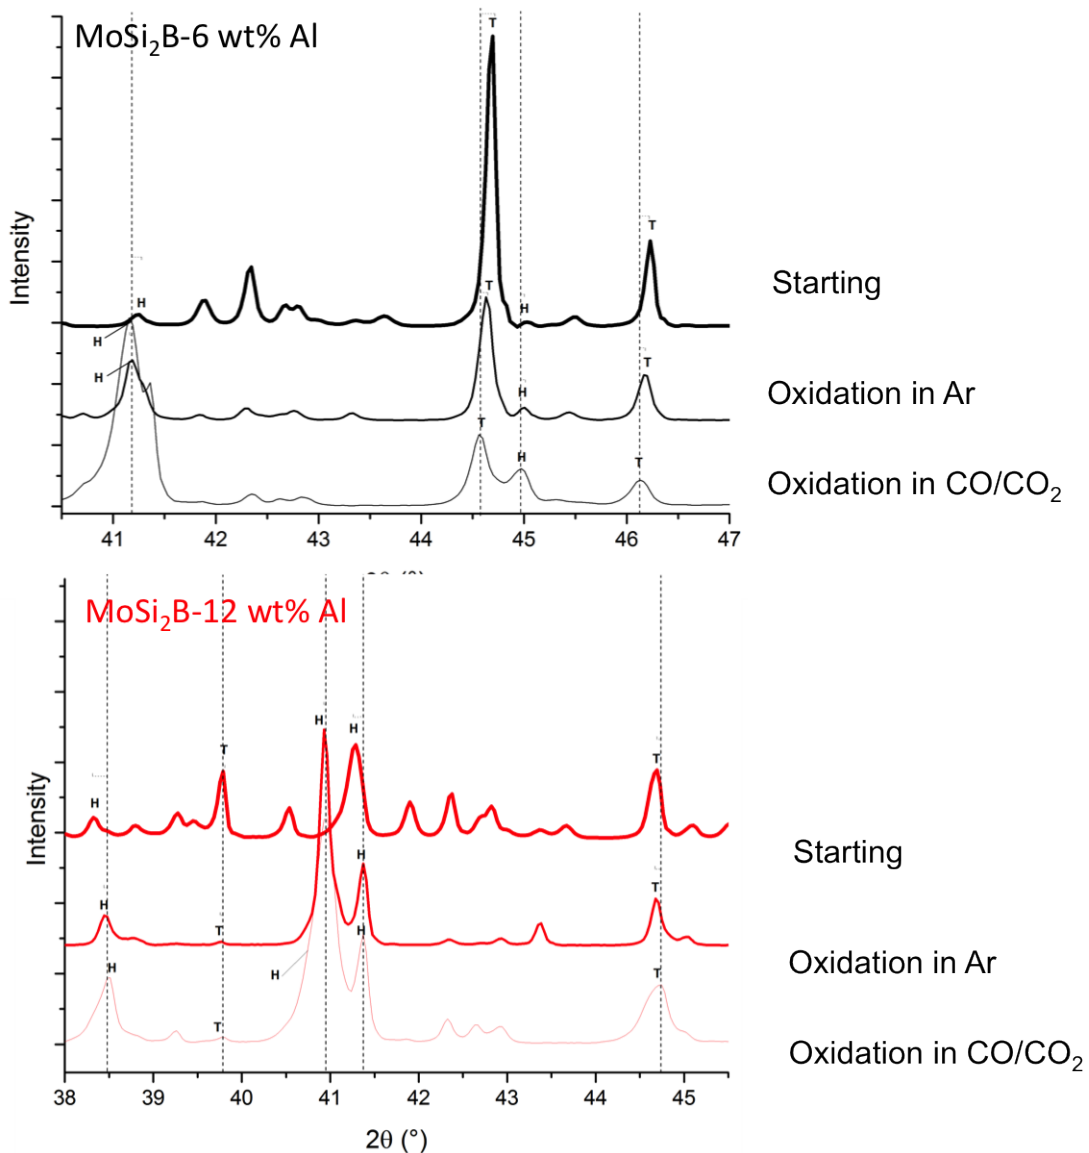 MoSi₂B-6 wt% Al
Intensity
T
T
H
H
T
H
T
H
H
T
H
T
T
Starting
Oxidation in Ar
Oxidation in CO/CO₂
41 42 43 44 45 46 47
MoSi₂B-12 wt% Al
Intensity
H
H
T
T
H
H
H
T
T
H
H
H
T
T
Starting
Oxidation in Ar
Oxidation in CO/CO₂
38 39 40 41 42 43 44 45
2θ (°)